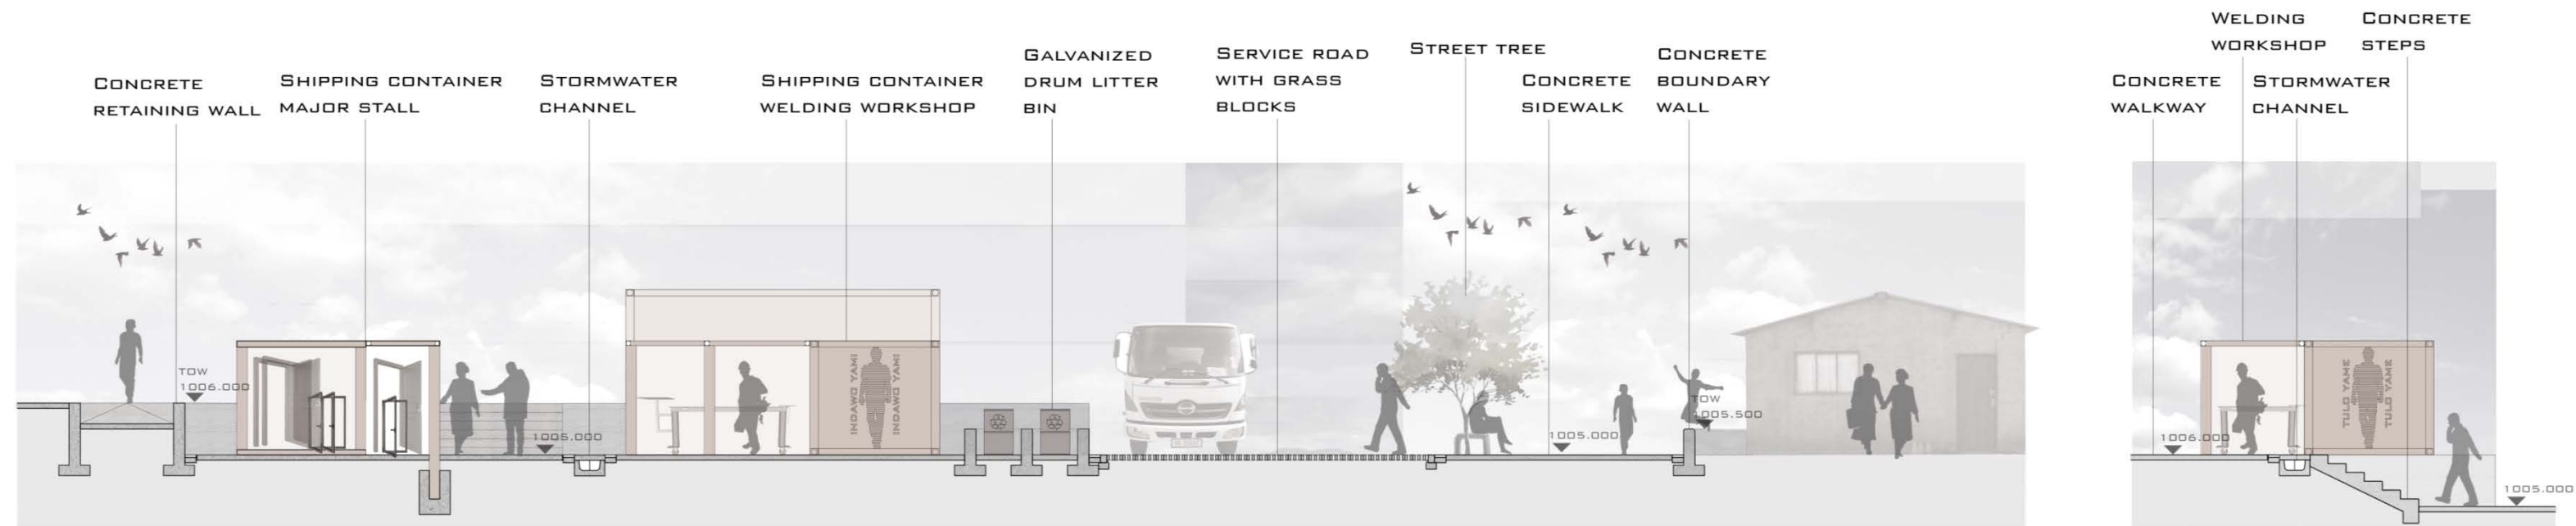 CONCRETE
RETAINING WALL
SHIPPING CONTAINER
MAJOR STALL
STORMWATER
CHANNEL
SHIPPING CONTAINER
WELDING WORKSHOP
GALVANIZED
DRUM LITTER
BIN
SERVICE ROAD
WITH GRASS
BLOCKS
STREET TREE
CONCRETE
SIDEWALK
CONCRETE
BOUNDARY
WALL
TOW
1006.000
1005.000
INDAWO YAMI
INDAWO YAMI
1005.000
TOW
1005.500
CONCRETE
WALKWAY
WELDING
WORKSHOP
STORMWATER
CHANNEL
CONCRETE
STEPS
1006.000
TULO YAME
TULO YAME
1005.000